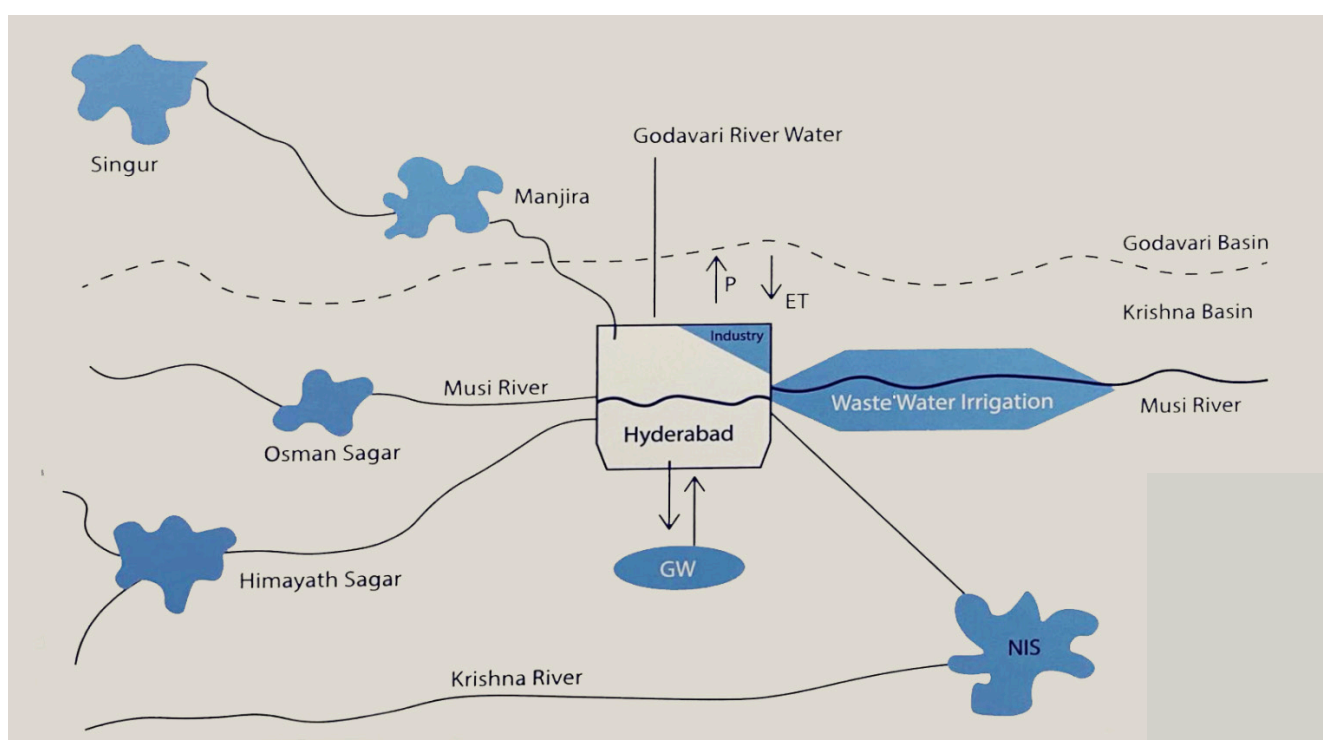 Godavari River Water
Singur
Manjira
Godavari Basin
P
ET
Krishna Basin
Industry
Musi River
Waste Water Irrigation
Musi River
Hyderabad
Osman Sagar
GW
Himayath Sagar
NIS
Krishna River